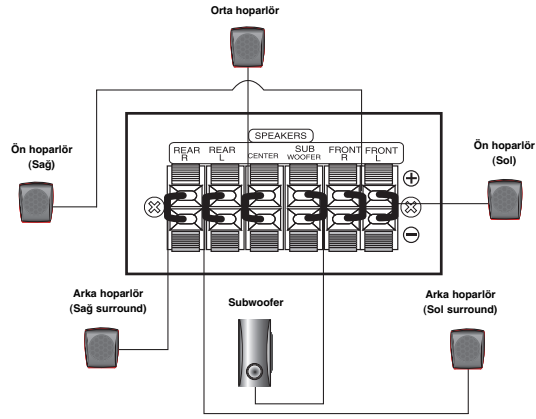 Orta hoparlör
SPEAKERS
REAR R
REAR L
CENTER
SUB WOOFER
FRONT R
FRONT L
Ön hoparlör
(Sağ)
Ön hoparlör
(Sol)
Arka hoparlör
(Sağ surround)
Subwoofer
Arka hoparlör
(Sol surround)